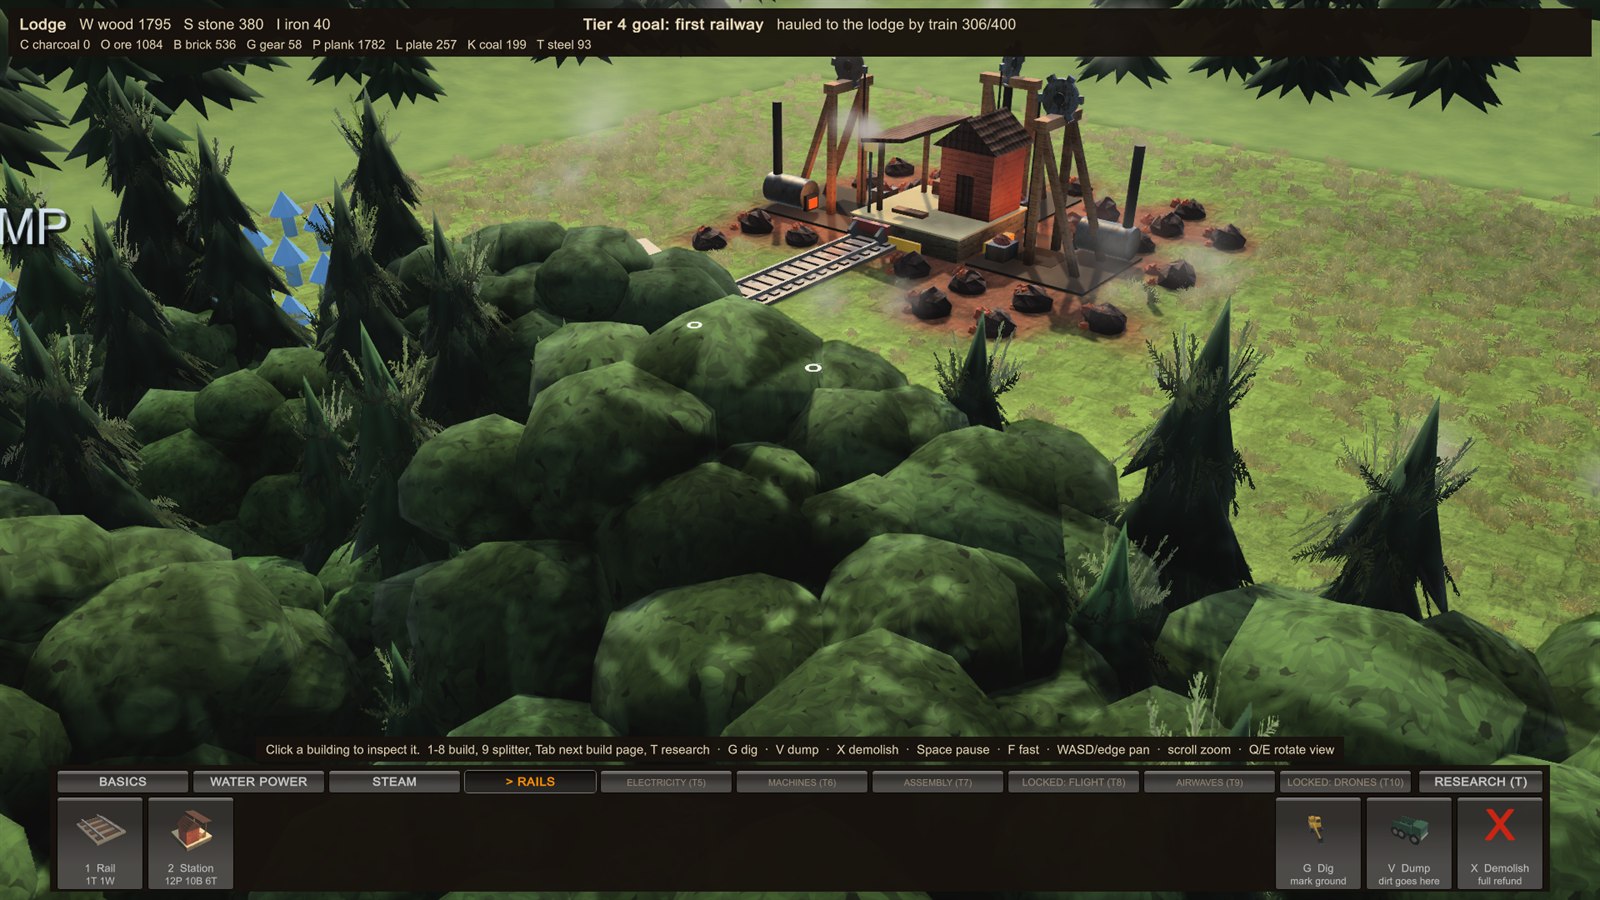 Lodge W wood 1795 S stone 380 I iron 40
Tier 4 goal: first railway hauled to the lodge by train 306/400
C charcoal 0 O ore 1084 B brick 536 G gear 58 P plank 1782 L plate 257 K coal 199 T steel 93
MP
Click a building to inspect it. 1-8 build, 9 splitter, Tab next build page, T research · G dig · V dump · X demolish · Space pause · F fast · WASD/edge pan · scroll zoom · Q/E rotate view
BASICS
WATER POWER
STEAM
> RAILS
ELECTRICITY (T5)
MACHINES (T6)
ASSEMBLY (T7)
LOCKED: FLIGHT (T8)
AIRWAYS (T9)
LOCKED: DRONES (T10)
RESEARCH (T)
1 Rail
1T 1W
2 Station
12P 10B 6T
G Dig
mark ground
V Dump
dirt goes here
X Demolish
full refund